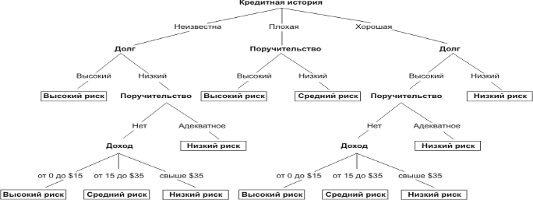 Кредитная история
Неизвестна Плохая Хорошая
Долг Поручительство Долг
Высокий Низкий Высокий Низкий Высокий Низкий
Высокий риск Поручительство Высокий риск Средний риск Поручительство Низкий риск
Нет Адекватное Нет Адекватное
Доход Низкий риск Доход Низкий риск
от 0 до $15 от 15 до $35 свыше $35 от 0 до $15 от 15 до $35 свыше $35
Высокий риск Средний риск Низкий риск Высокий риск Средний риск Низкий риск